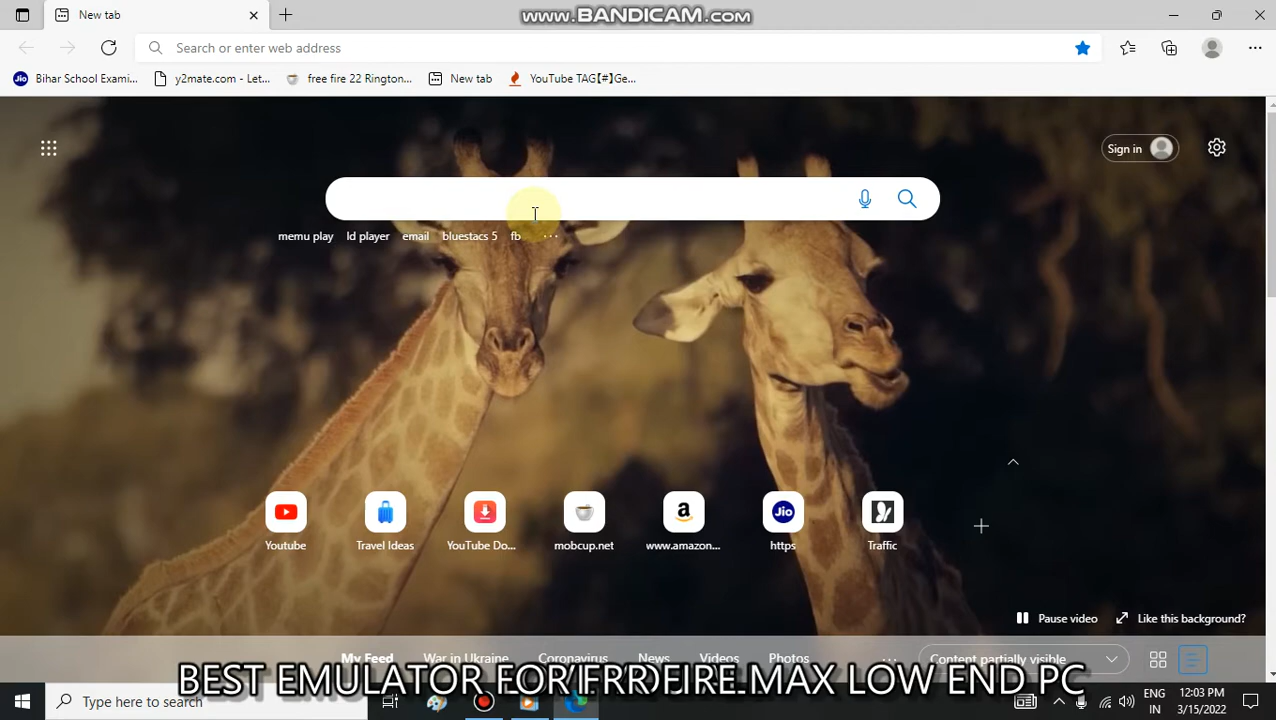 New tab
www.BANDICAM.com
Search or enter web address
Bihar School Exami...
y2mate.com - Let...
free fire 22 Rington...
New tab
YouTube TAG【#】Ge...
Sign in
memu play
ld player
email
bluestacs 5
fb
...
Youtube
Travel Ideas
YouTube Do...
mobcup.net
www.amazon...
https
Traffic
Jio
Pause video
Like this background?
My Feed
War in Ukraine
Coronavirus
News
Videos
Photos
...
Content partially visible
BEST EMULATOR FOR FIRE MAX LOW END PC
Type here to search
ENG
IN
12:03 PM
3/15/2022